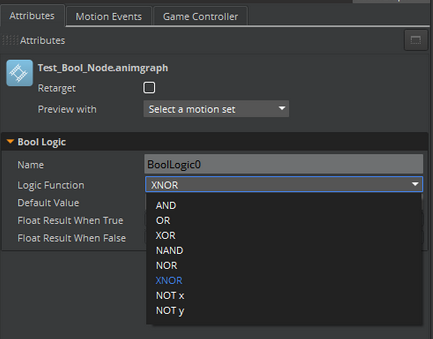 Attributes Motion Events Game Controller
Attributes
Test_Bool_Node.animgraph
Retarget
Preview with Select a motion set
Bool Logic
Name BoolLogic0
Logic Function XNOR
Default Value
Float Result When True
Float Result When False
AND
OR
XOR
NAND
NOR
XNOR
NOT x
NOT y